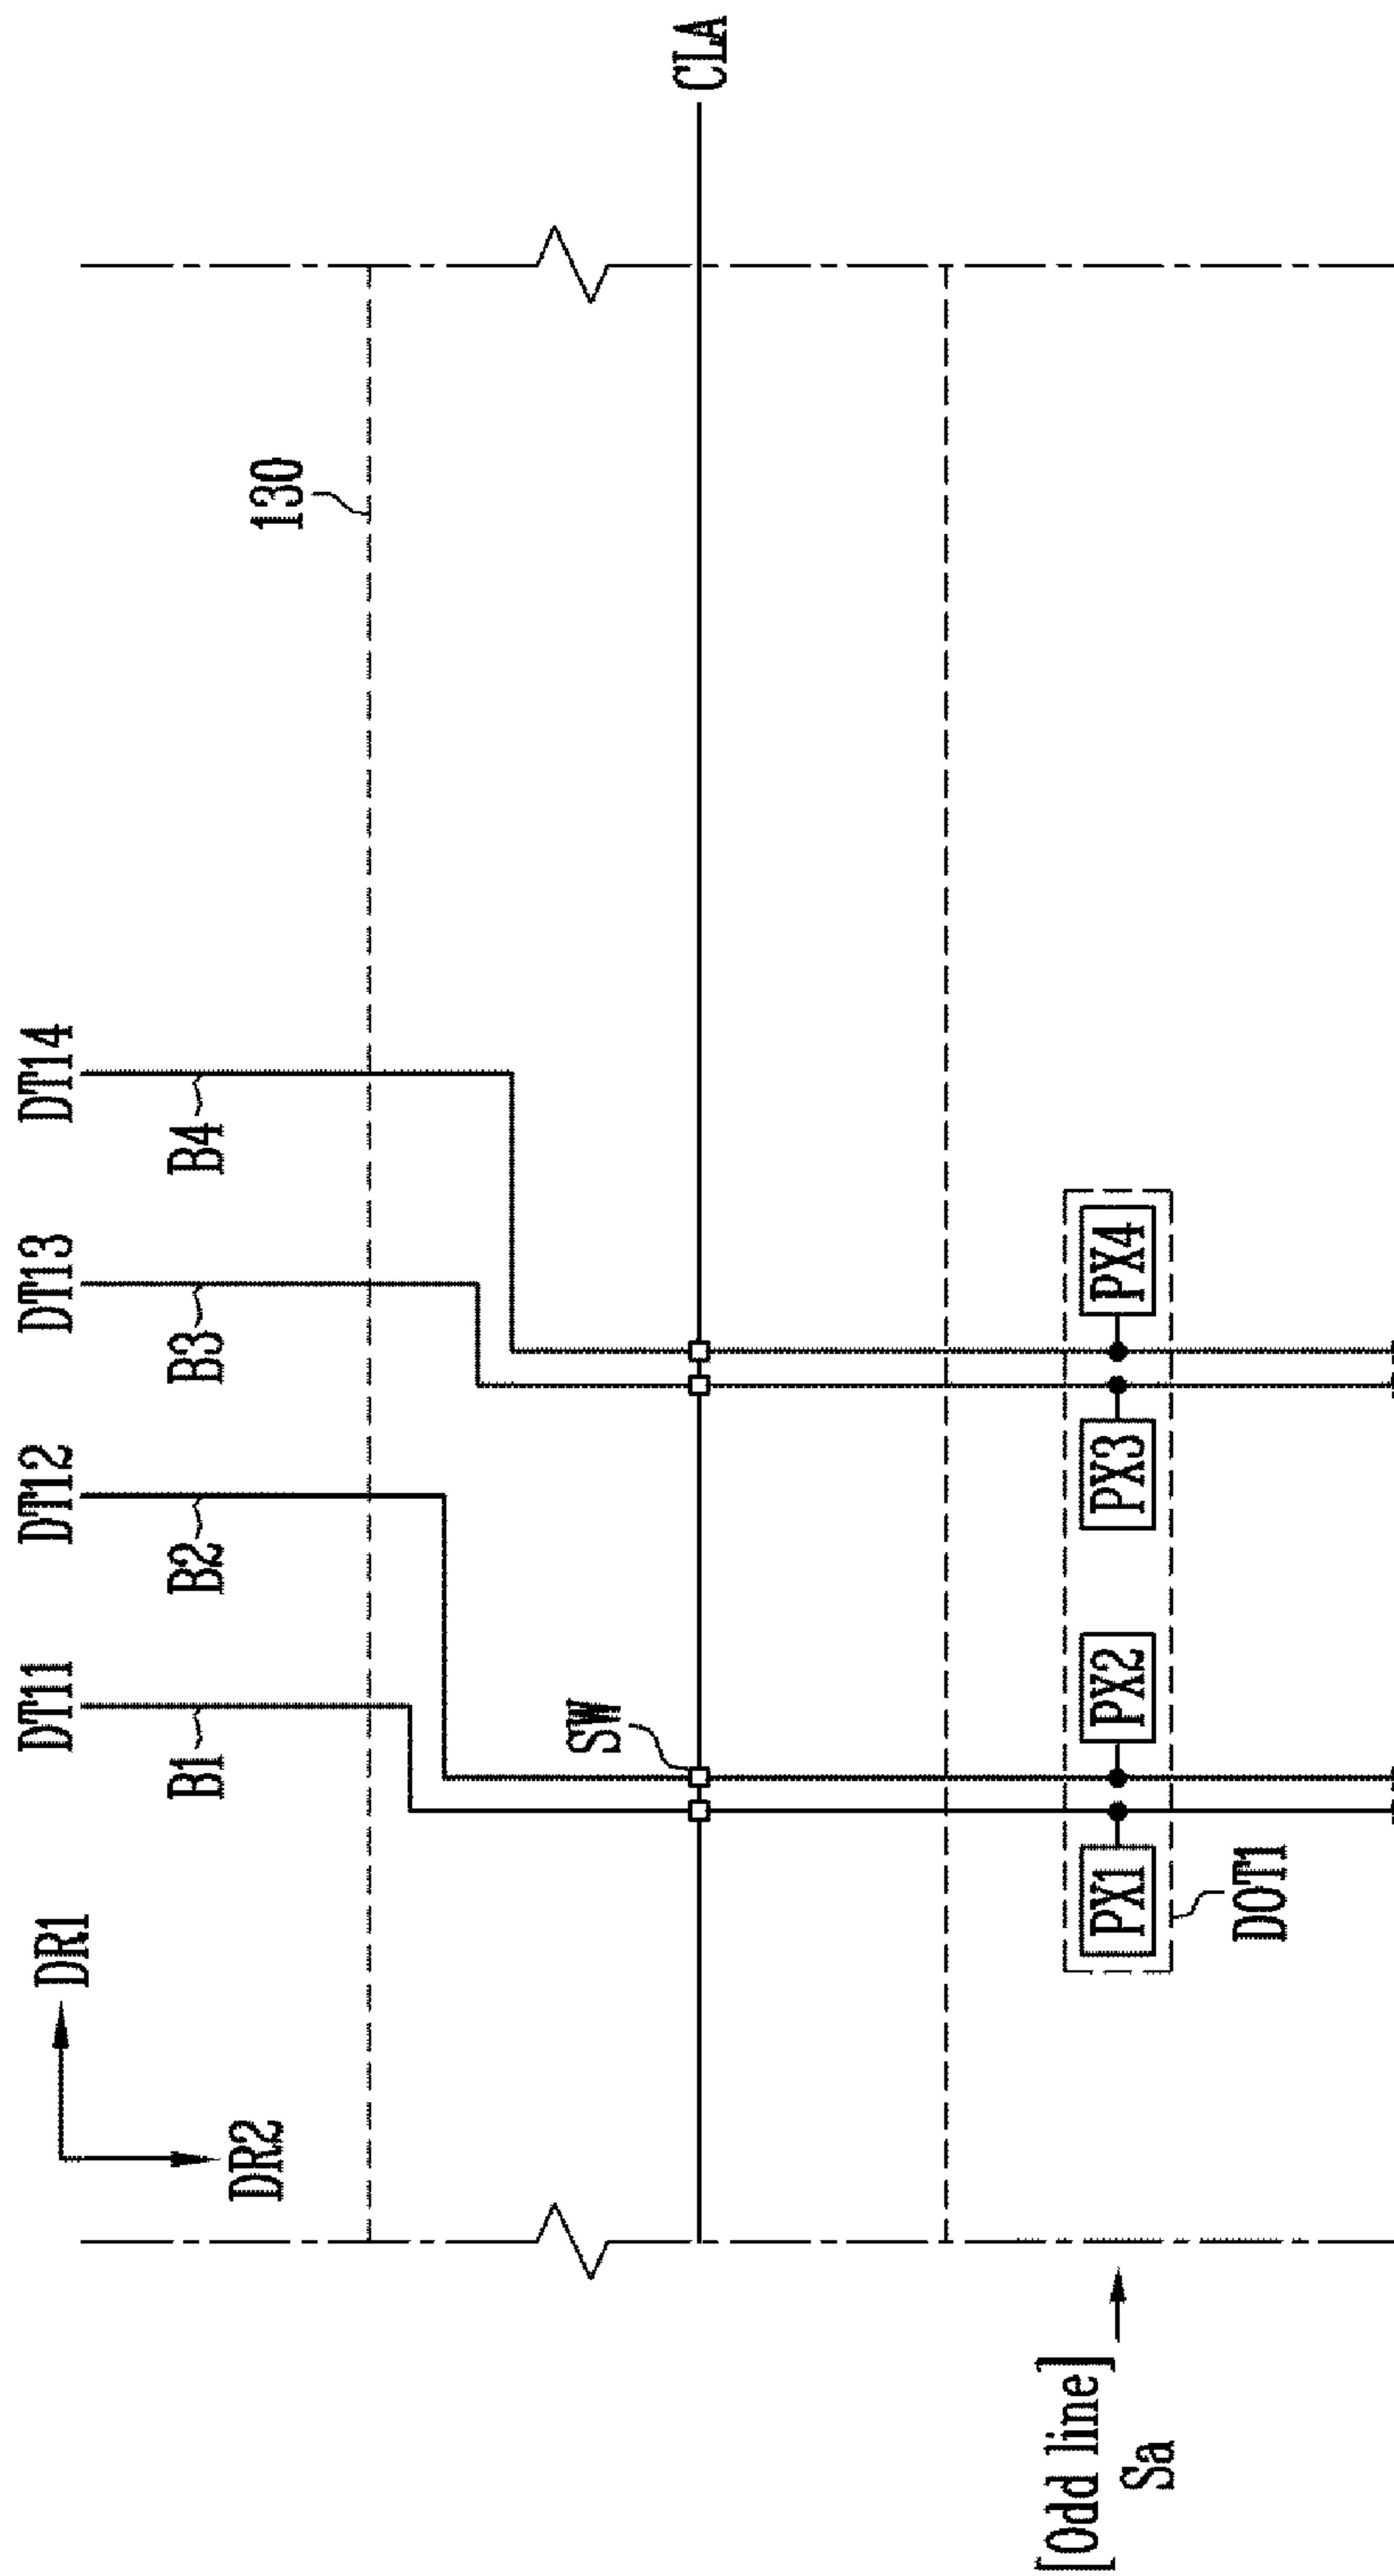 DR1
DR2
DT11
DT12
DT13
DT14
B1
B2
B3
B4
130
SW
CLA
[Odd line]
Sa
PX1
PX2
PX3
PX4
DOT1